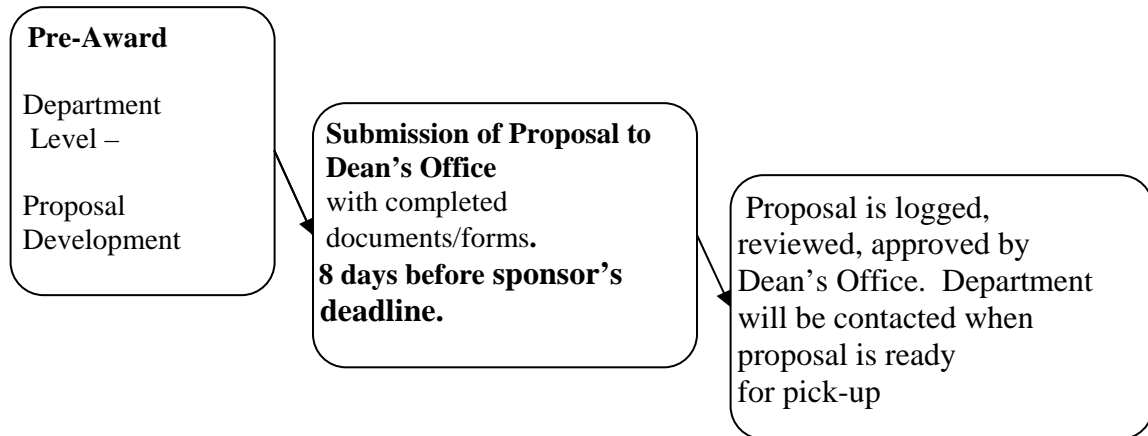 Pre-Award
Department
Level –
Proposal
Development
Submission of Proposal to
Dean’s Office
with completed
documents/forms.
8 days before sponsor’s
deadline.
Proposal is logged,
reviewed, approved by
Dean’s Office.  Department
will be contacted when
proposal is ready
for pick-up